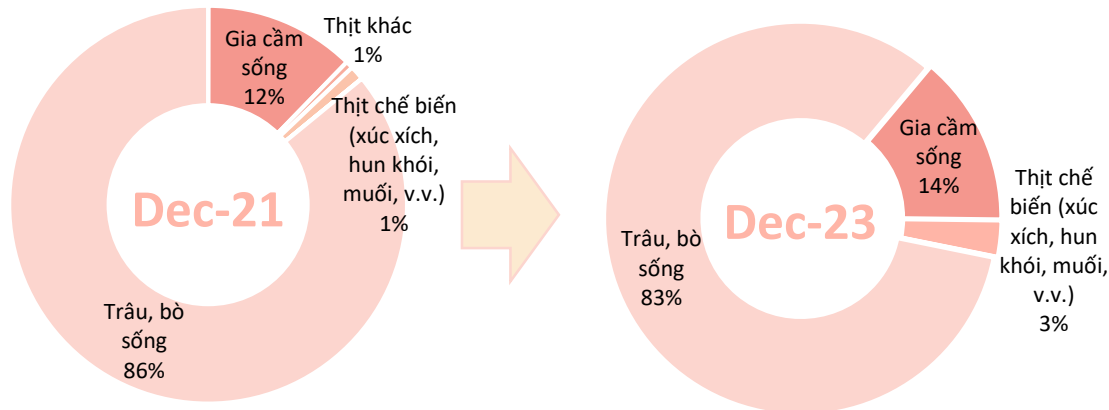 Gia cầm
sống
12%
Thịt khác
1%
Thịt chế biến
(xúc xích,
hun khói,
muối, v.v.)
1%
Dec-21
Trâu, bò
sống
86%
Gia cầm
sống
14%
Thịt chế
biến (xúc
xích, hun
khói, muối,
v.v.)
3%
Dec-23
Trâu, bò
sống
83%